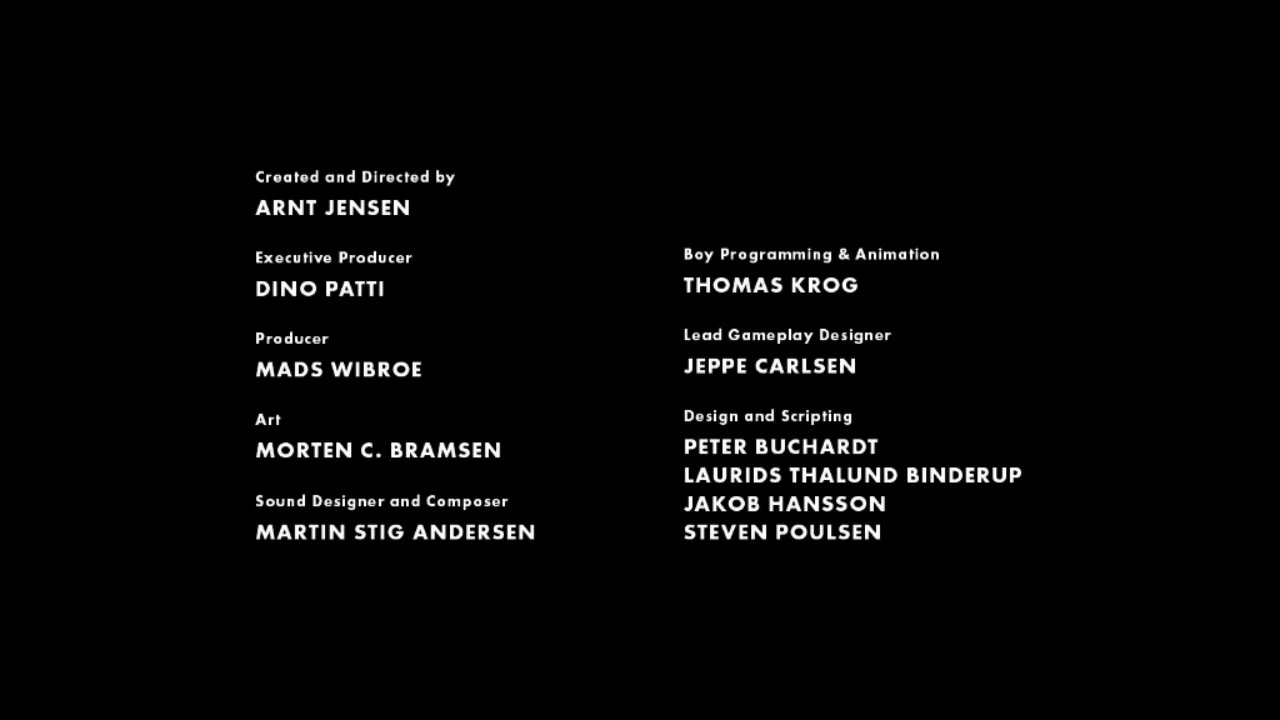 Created and Directed by
ARNT JENSEN
Executive Producer
DINO PATTI
Producer
MADS WIBROE
Art
MORTEN C. BRAMSEN
Sound Designer and Composer
MARTIN STIG ANDERSEN
Boy Programming & Animation
THOMAS KROG
Lead Gameplay Designer
JEPPE CARLSEN
Design and Scripting
PETER BUCHARDT
LAURIDS THALUND BINDERUP
JAKOB HANSSON
STEVEN POULSEN